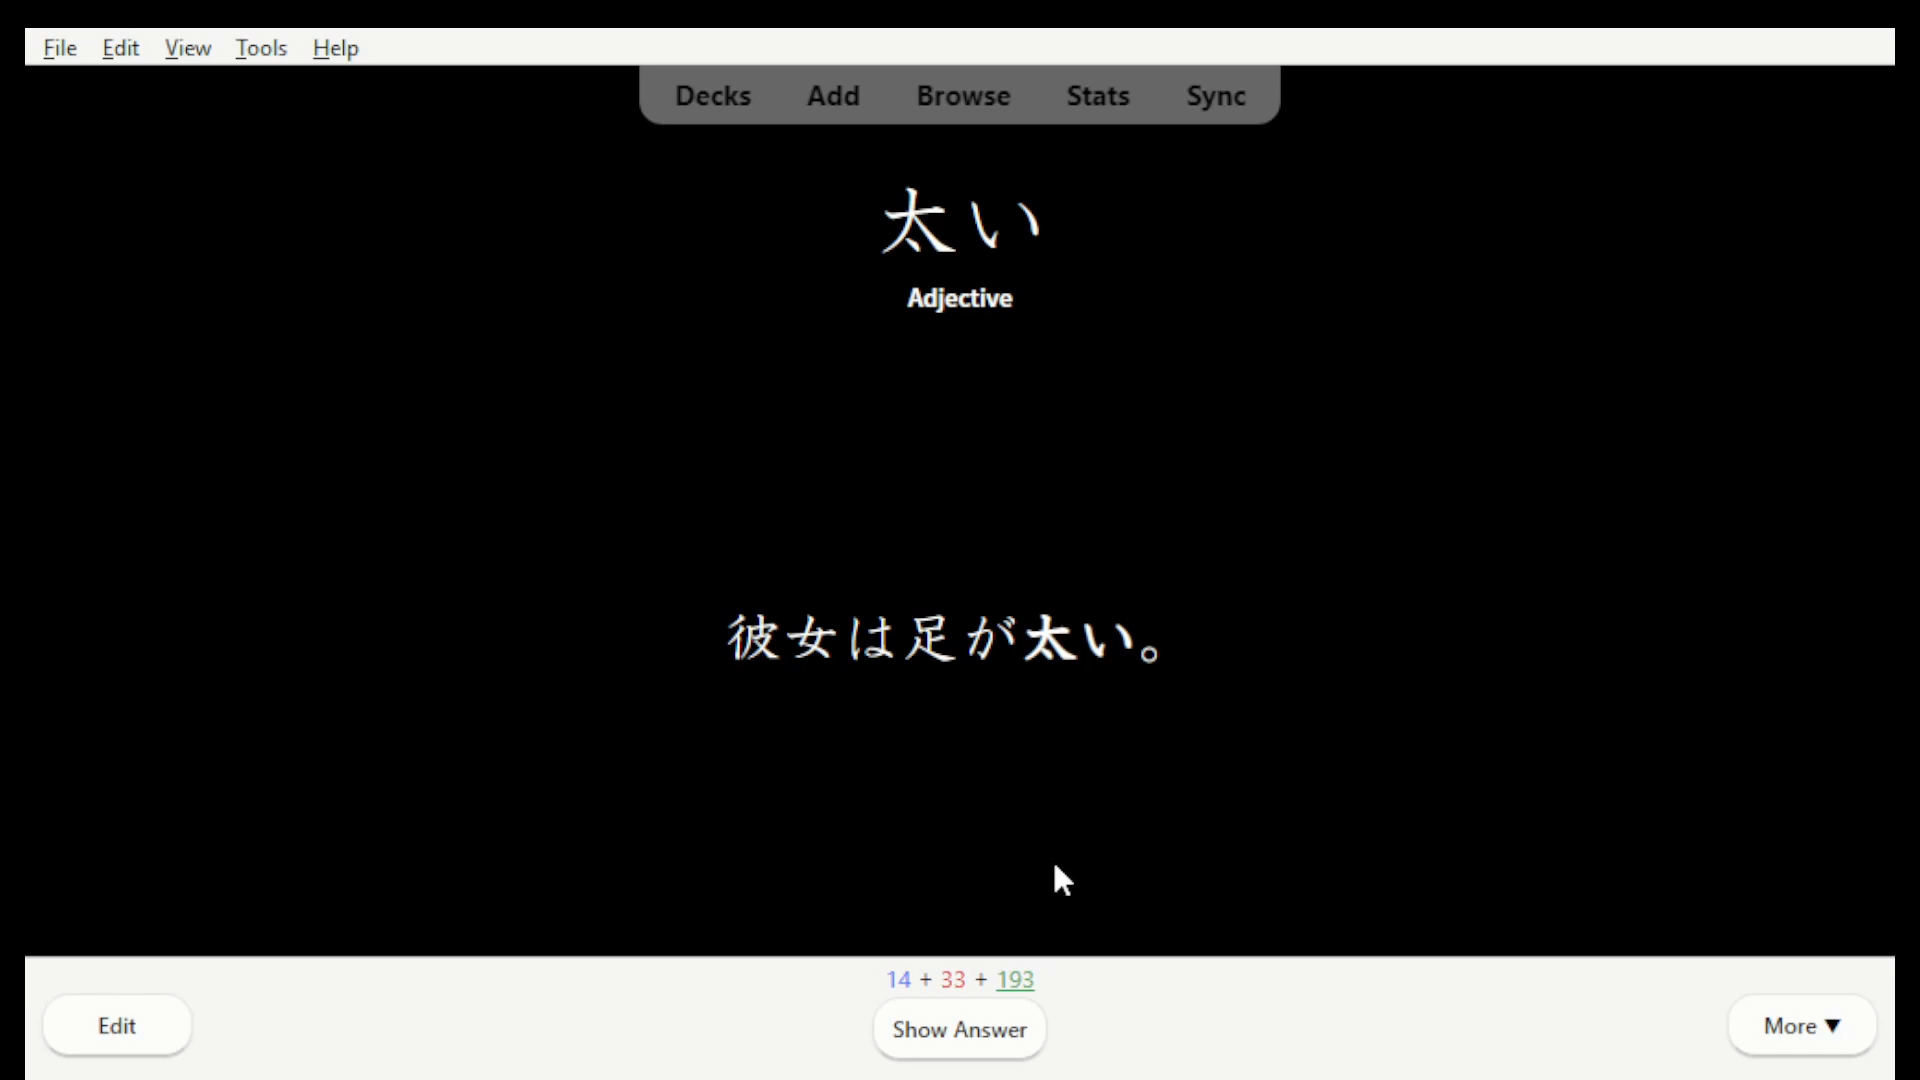 File Edit View Tools Help
Decks Add Browse Stats Sync
太い
Adjective
彼女は足が太い。
14 + 33 + 193
Edit Show Answer More ▼